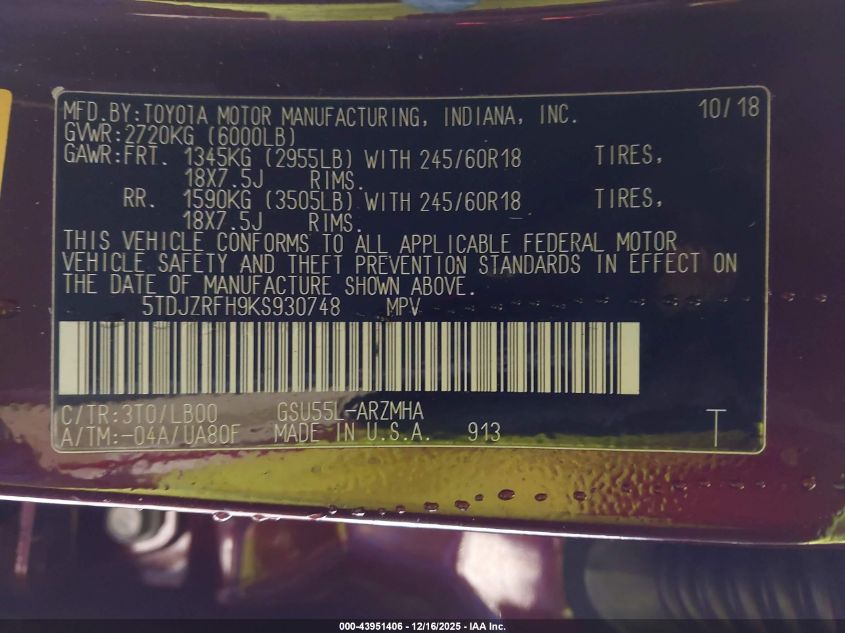 MFD.BY:TOYOTA MOTOR MANUFACTURING, INDIANA, INC. 10/18
GVWR:2720KG (6000LB)
GAWR:FRT. 1345KG (2955LB) WITH 245/60R18 TIRES,
18X7.5J RIMS.
RR. 1590KG (3505LB) WITH 245/60R18 TIRES,
18X7.5J RIMS.
THIS VEHICLE CONFORMS TO ALL APPLICABLE FEDERAL MOTOR
VEHICLE SAFETY AND THEFT PREVENTION STANDARDS IN EFFECT ON
THE DATE OF MANUFACTURE SHOWN ABOVE.
5TDJZRFH9KS930748 MPV
C/TR:3T0/LB00 GSU55L-ARZMHA
A/TM:-04A/UA80F MADE IN U.S.A. 913 T
000-43951406 - 12/16/2025 - IAA Inc.